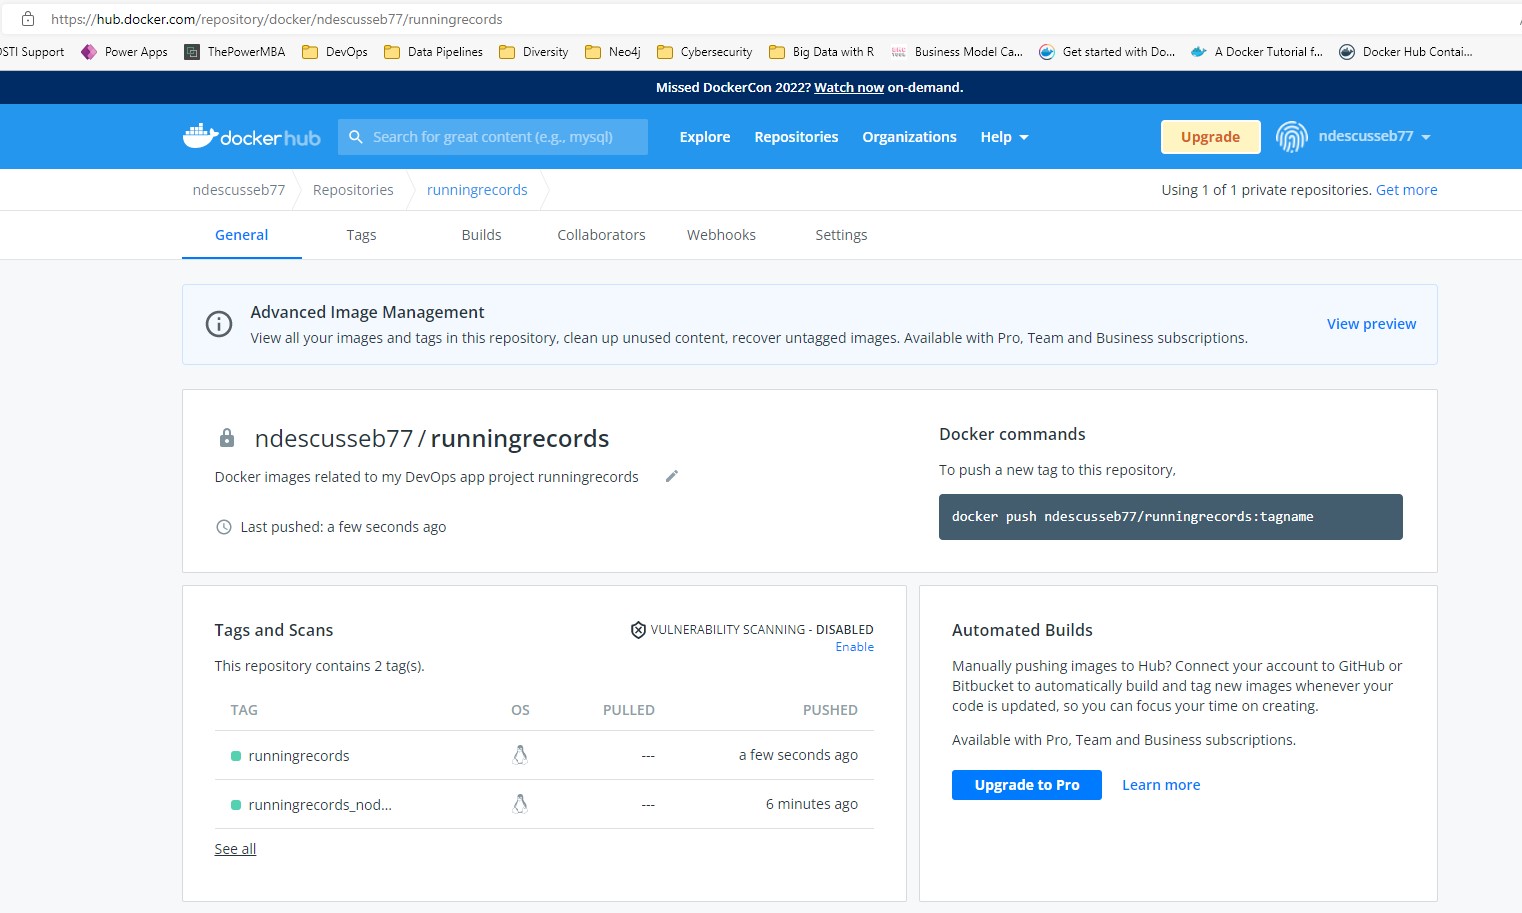 https://hub.docker.com/repository/docker/ndescusseb77/runningrecords
OSTI Support Power Apps ThePowerMBA DevOps Data Pipelines Diversity Neo4j Cybersecurity Big Data with R Business Model Ca... Get started with Do... A Docker Tutorial f... Docker Hub Contai...
Missed DockerCon 2022? Watch now on-demand.
dockerhub Search for great content (e.g., mysql) Explore Repositories Organizations Help Upgrade ndescusseb77
ndescusseb77 Repositories runningrecords Using 1 of 1 private repositories. Get more
General Tags Builds Collaborators Webhooks Settings
Advanced Image Management
View all your images and tags in this repository, clean up unused content, recover untagged images. Available with Pro, Team and Business subscriptions.
View preview
ndescusseb77 / runningrecords
Docker images related to my DevOps app project runningrecords
Last pushed: a few seconds ago
Docker commands
To push a new tag to this repository,
docker push ndescusseb77/runningrecords:tagname
Tags and Scans
VULNERABILITY SCANNING - DISABLED
Enable
This repository contains 2 tag(s).
TAG OS PULLED PUSHED
runningrecords --- a few seconds ago
runningrecords_nod... --- 6 minutes ago
See all
Automated Builds
Manually pushing images to Hub? Connect your account to GitHub or
Bitbucket to automatically build and tag new images whenever your
code is updated, so you can focus your time on creating.
Available with Pro, Team and Business subscriptions.
Upgrade to Pro Learn more